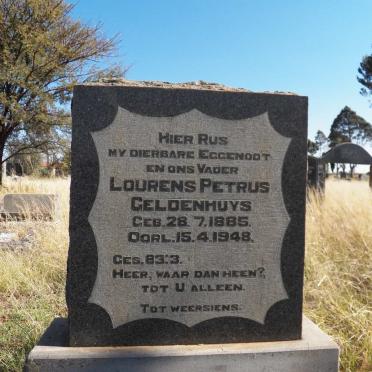 HIER RUS
MY DIERBARE EGGENOOT
EN ONS VADER
LOURENS PETRUS
GELDENHUYS
GEB. 28.7.1885.
OORL. 15.4.1948.
GES. 83:3.
HEER, WAAR DAN HEEN?
TOT U ALLEEN.
TOT WEERSIENS.